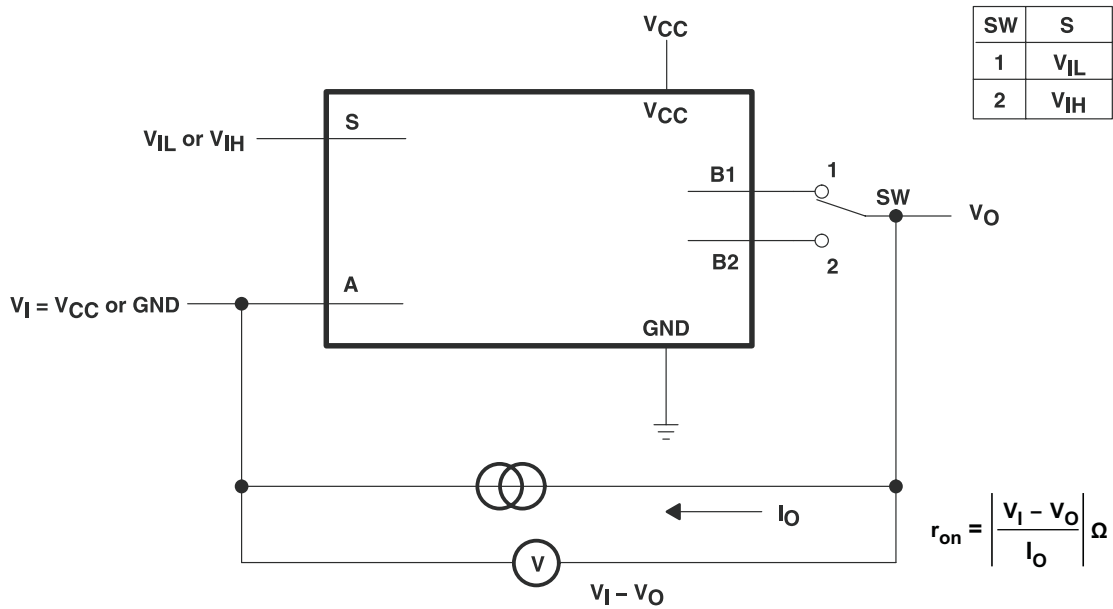 VCC
SW S
1 VIL
2 VIH
VCC
S
VIL or VIH
B1
1
SW
VO
B2
2
A
VI = VCC or GND
GND
IO
ron = | VI – VO / IO | Ω
V
VI – VO